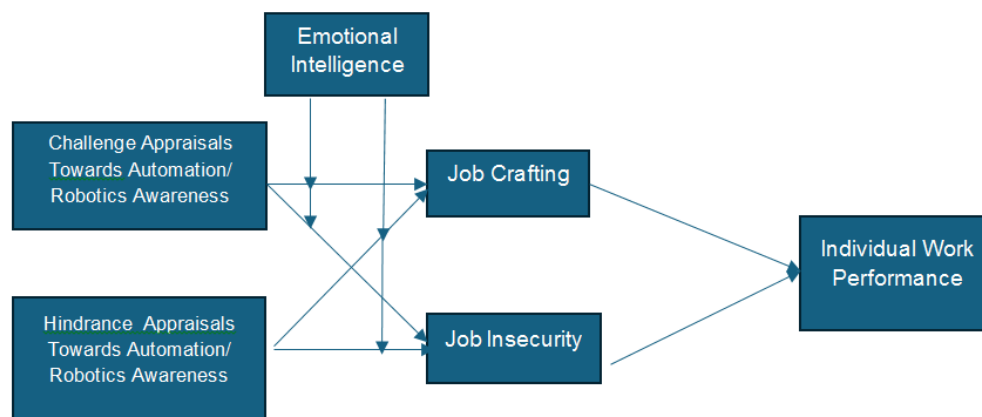 Emotional
Intelligence
Challenge Appraisals
Towards Automation/
Robotics Awareness
Job Crafting
Individual Work
Performance
Hindrance Appraisals
Towards Automation/
Robotics Awareness
Job Insecurity